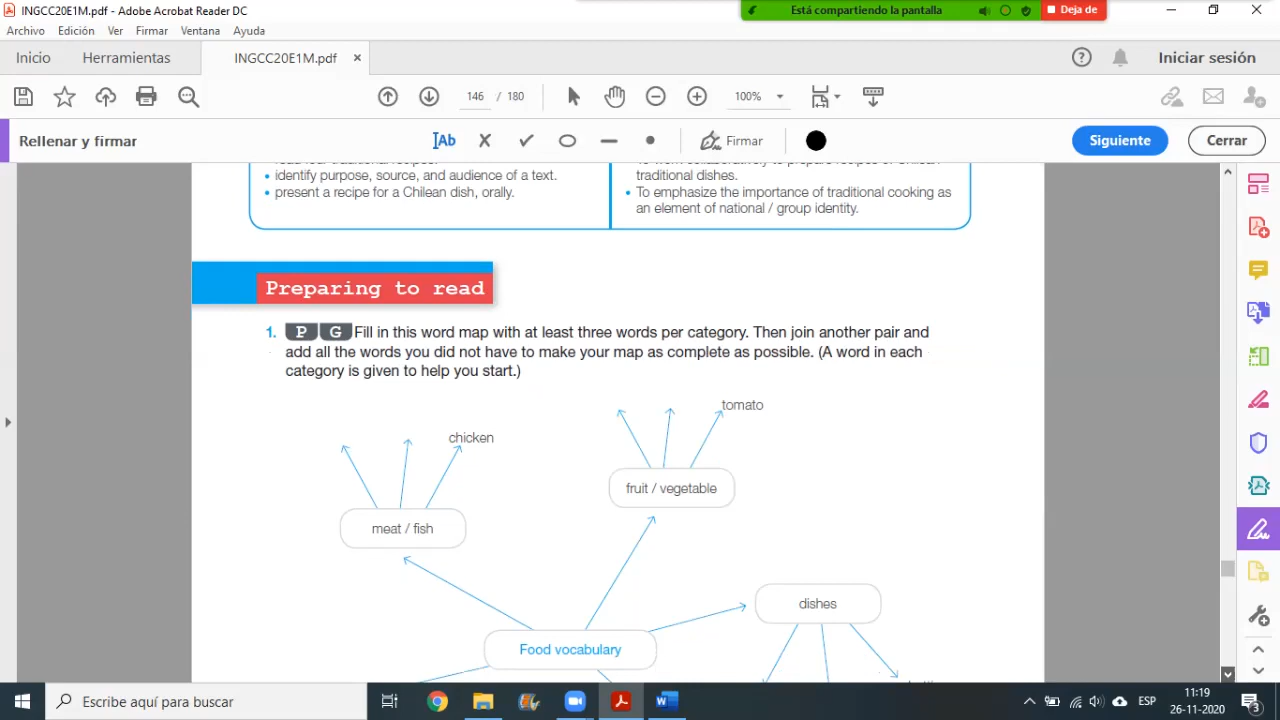 INGCC20E1M.pdf - Adobe Acrobat Reader DC
Está compartiendo la pantalla
Deja de
Archivo Edición Ver Firmar Ventana Ayuda
Inicio Herramientas INGCC20E1M.pdf × Iniciar sesión
146 / 180 100%
Rellenar y firmar Ab Firmar Siguiente Cerrar
• identify purpose, source, and audience of a text.
• present a recipe for a Chilean dish, orally.
traditional dishes.
• To emphasize the importance of traditional cooking as
an element of national / group identity.
Preparing to read
1. P G Fill in this word map with at least three words per category. Then join another pair and
add all the words you did not have to make your map as complete as possible. (A word in each
category is given to help you start.)
tomato
chicken
fruit / vegetable
meat / fish
dishes
Food vocabulary
Escribe aquí para buscar
ESP
11:19
26-11-2020
3